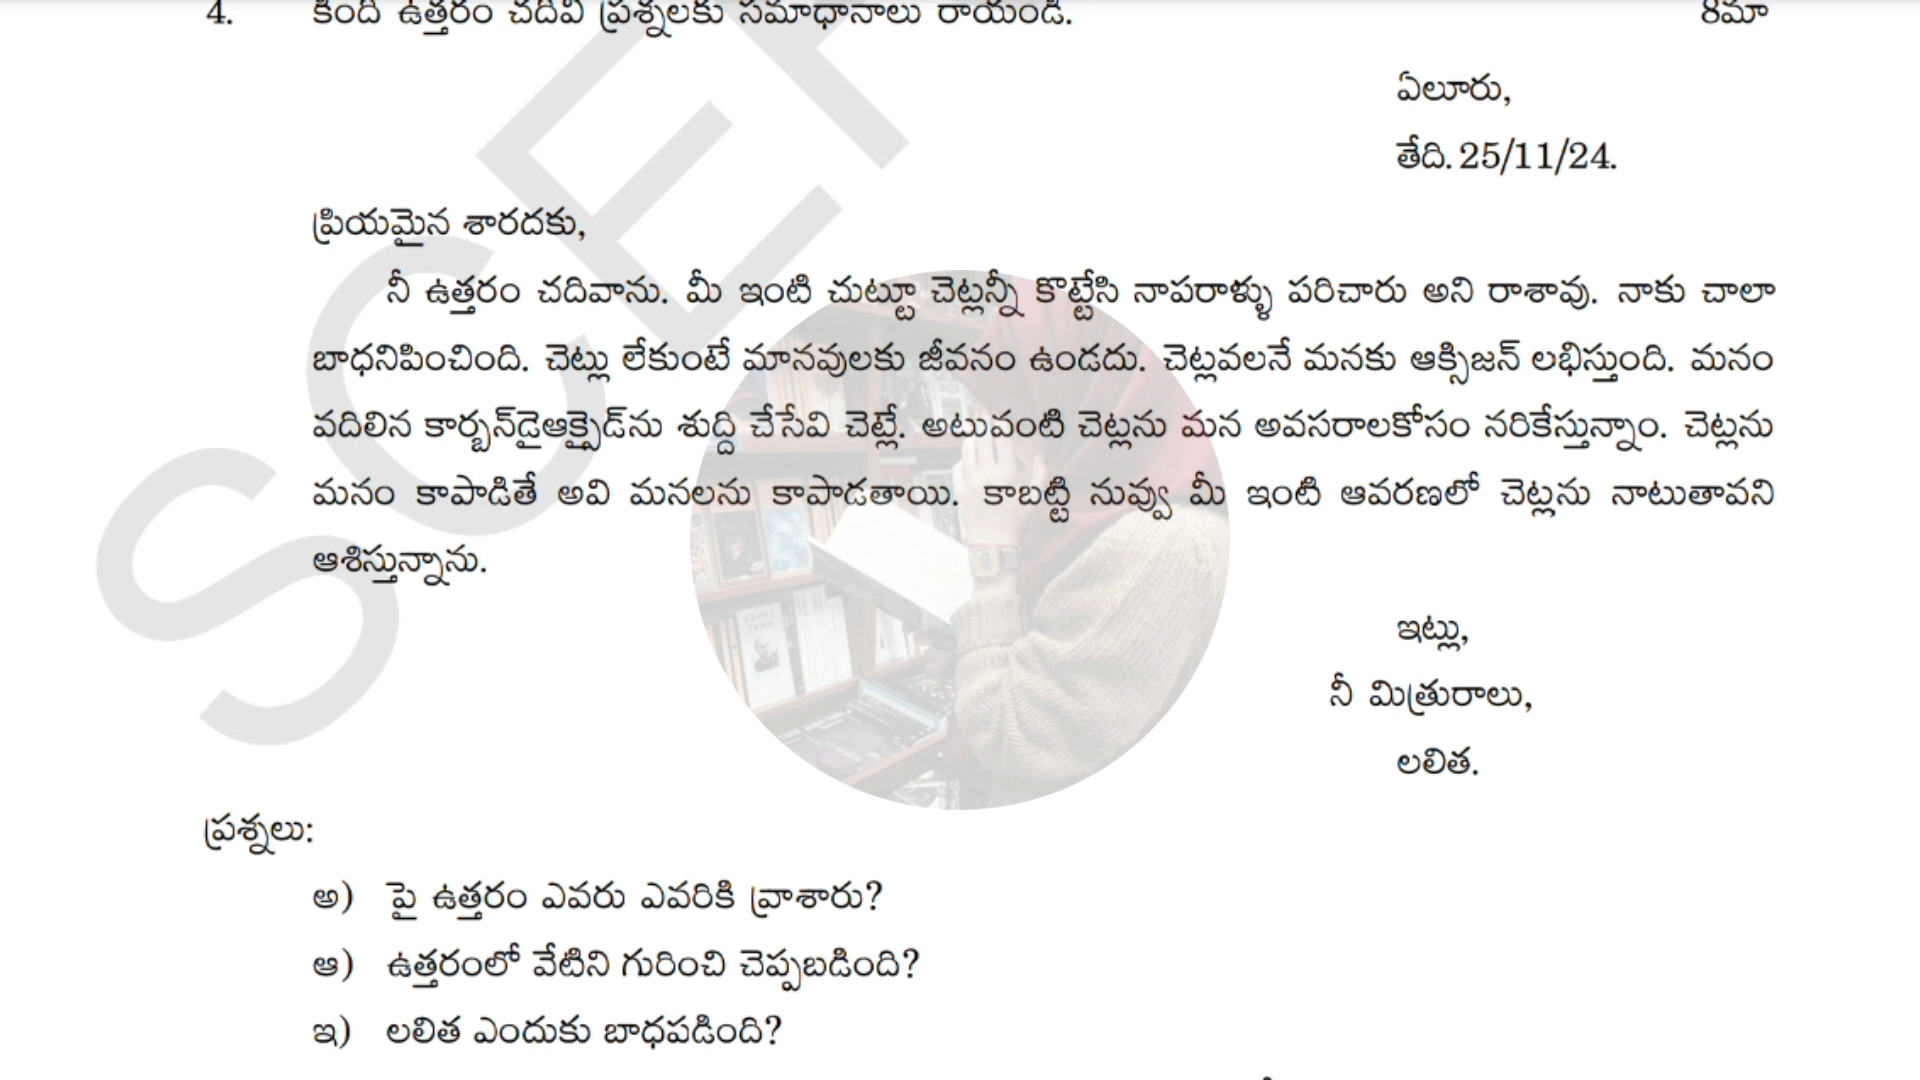 4. కింది ఉత్తరం చదివి ప్రశ్నలకు సమాధానాలు రాయండి. 8మా
ఏలూరు,
తేది. 25/11/24.
ప్రియమైన శారదకు,
నీ ఉత్తరం చదివాను. మీ ఇంటి చుట్టూ చెట్లన్నీ కొట్టేసి నాపరాళ్ళు పరిచారు అని రాశావు. నాకు చాలా
బాధనిపించింది. చెట్లు లేకుంటే మానవులకు జీవనం ఉండదు. చెట్లవలనే మనకు ఆక్సిజన్ లభిస్తుంది. మనం
వదిలిన కార్బన్‌డైఆక్సైడ్‌ను శుద్ది చేసేవి చెట్లే. అటువంటి చెట్లను మన అవసరాలకోసం నరికేస్తున్నాం. చెట్లను
మనం కాపాడితే అవి మనలను కాపాడతాయి. కాబట్టి నువ్వు మీ ఇంటి ఆవరణలో చెట్లను నాటుతావని
ఆశిస్తున్నాను.
ఇట్లు,
నీ మిత్రురాలు,
లలిత.
ప్రశ్నలు:
అ) పై ఉత్తరం ఎవరు ఎవరికి వ్రాశారు?
ఆ) ఉత్తరంలో వేటిని గురించి చెప్పబడింది?
ఇ) లలిత ఎందుకు బాధపడింది?